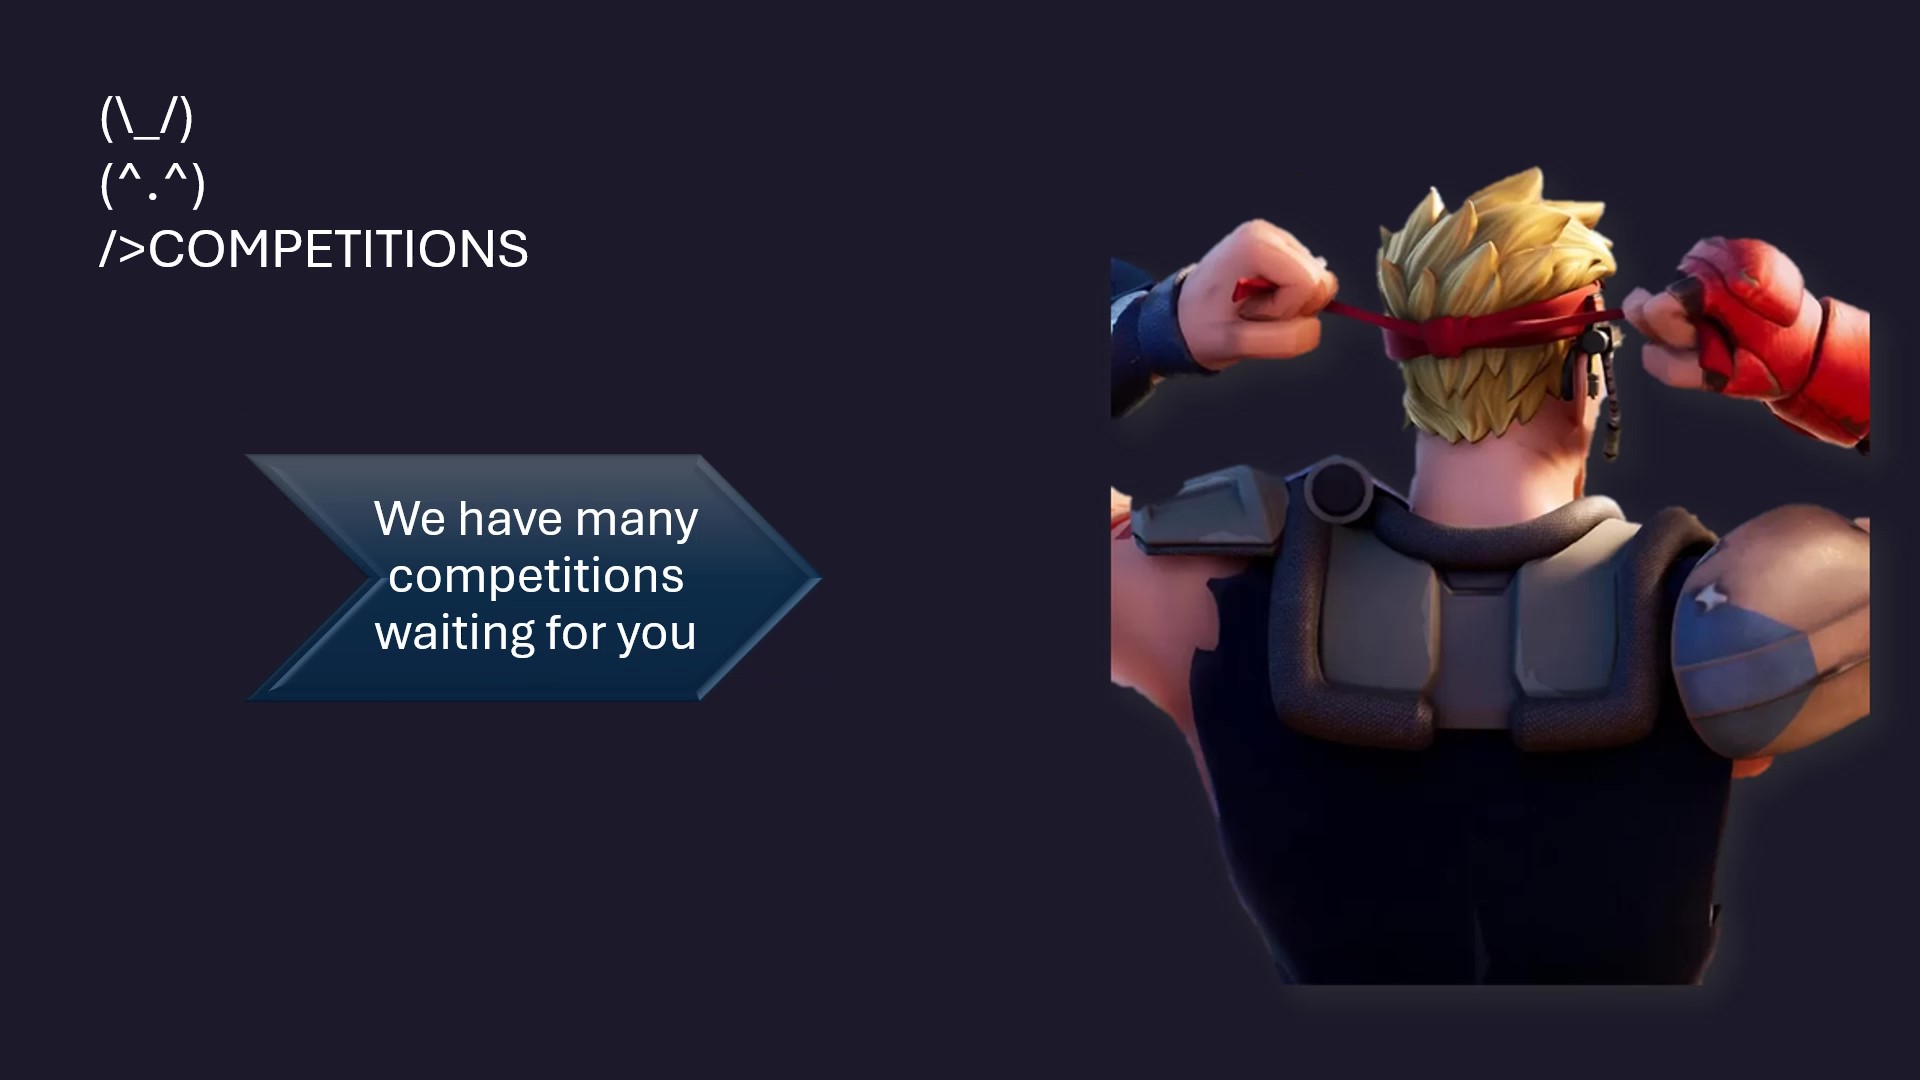 (\_/)
(^.^)
/>COMPETITIONS
We have many
competitions
waiting for you